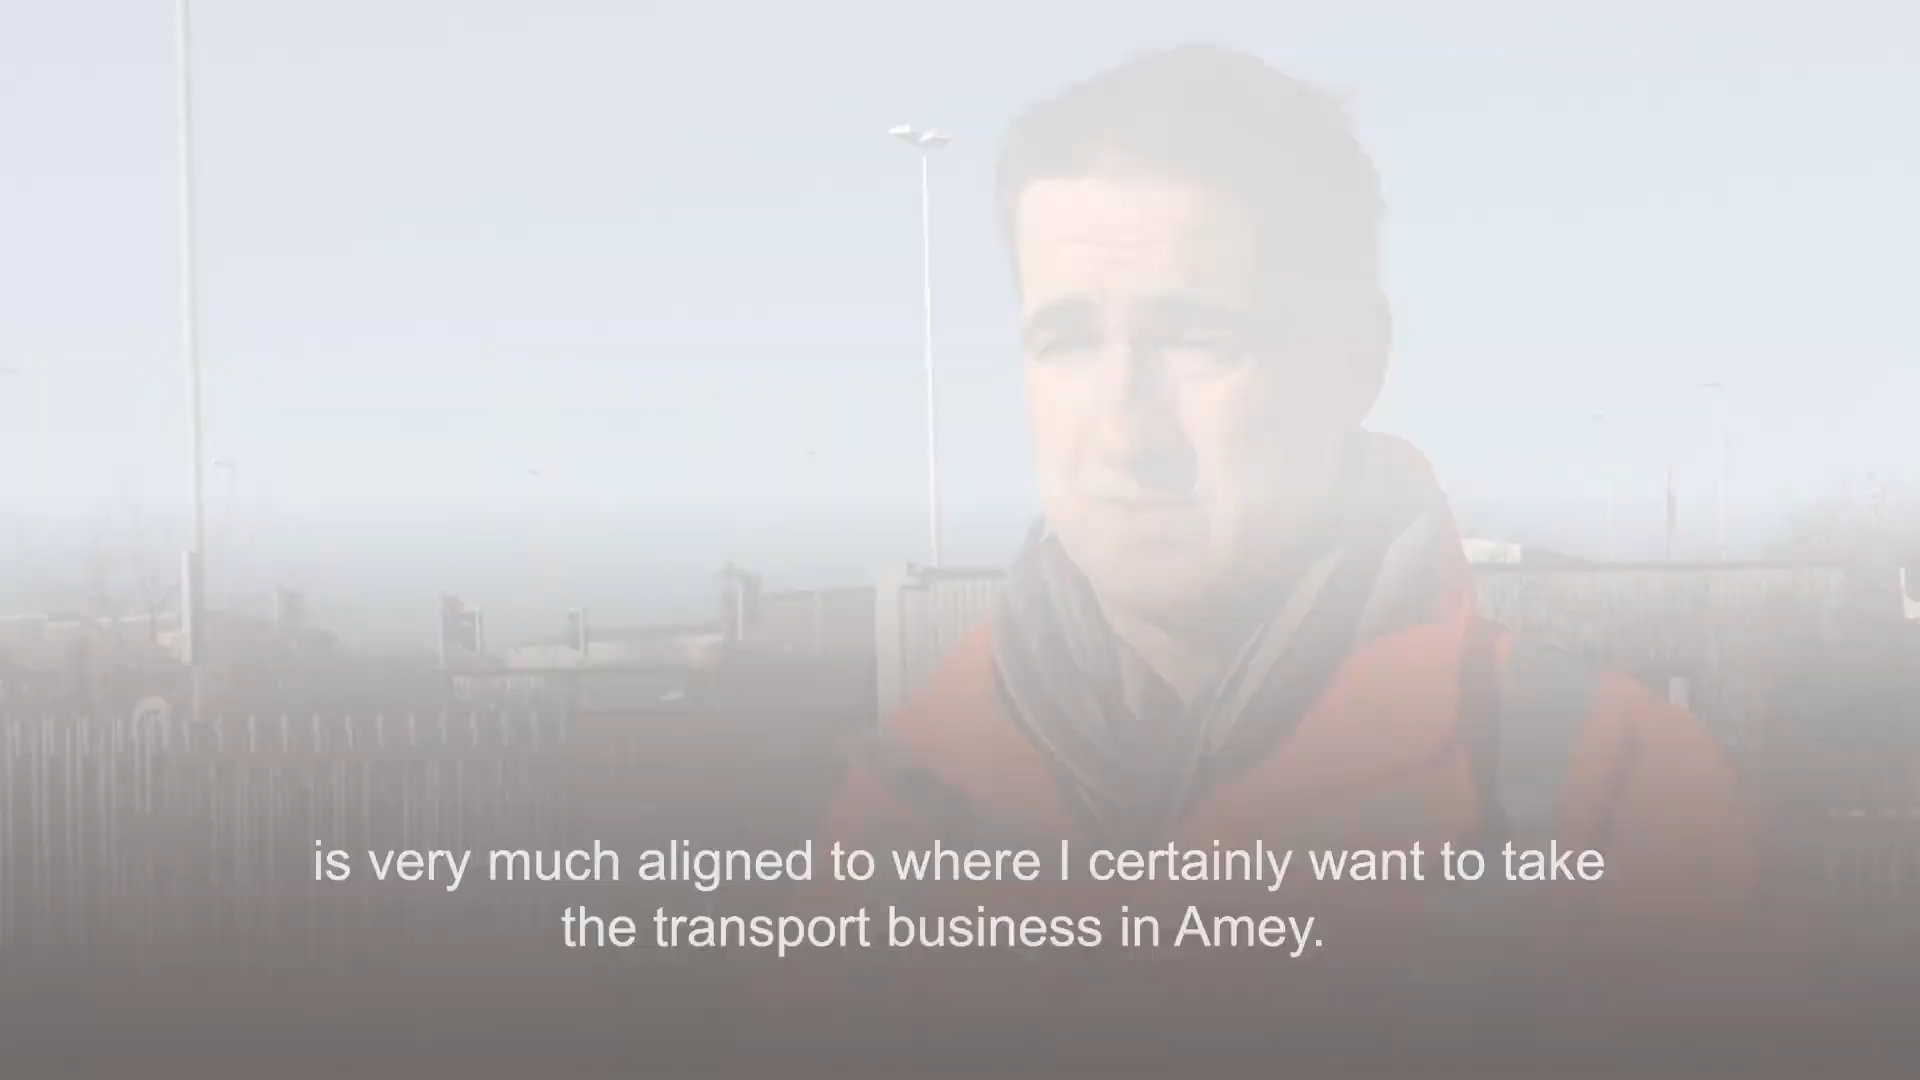 is very much aligned to where I certainly want to take
the transport business in Amey.